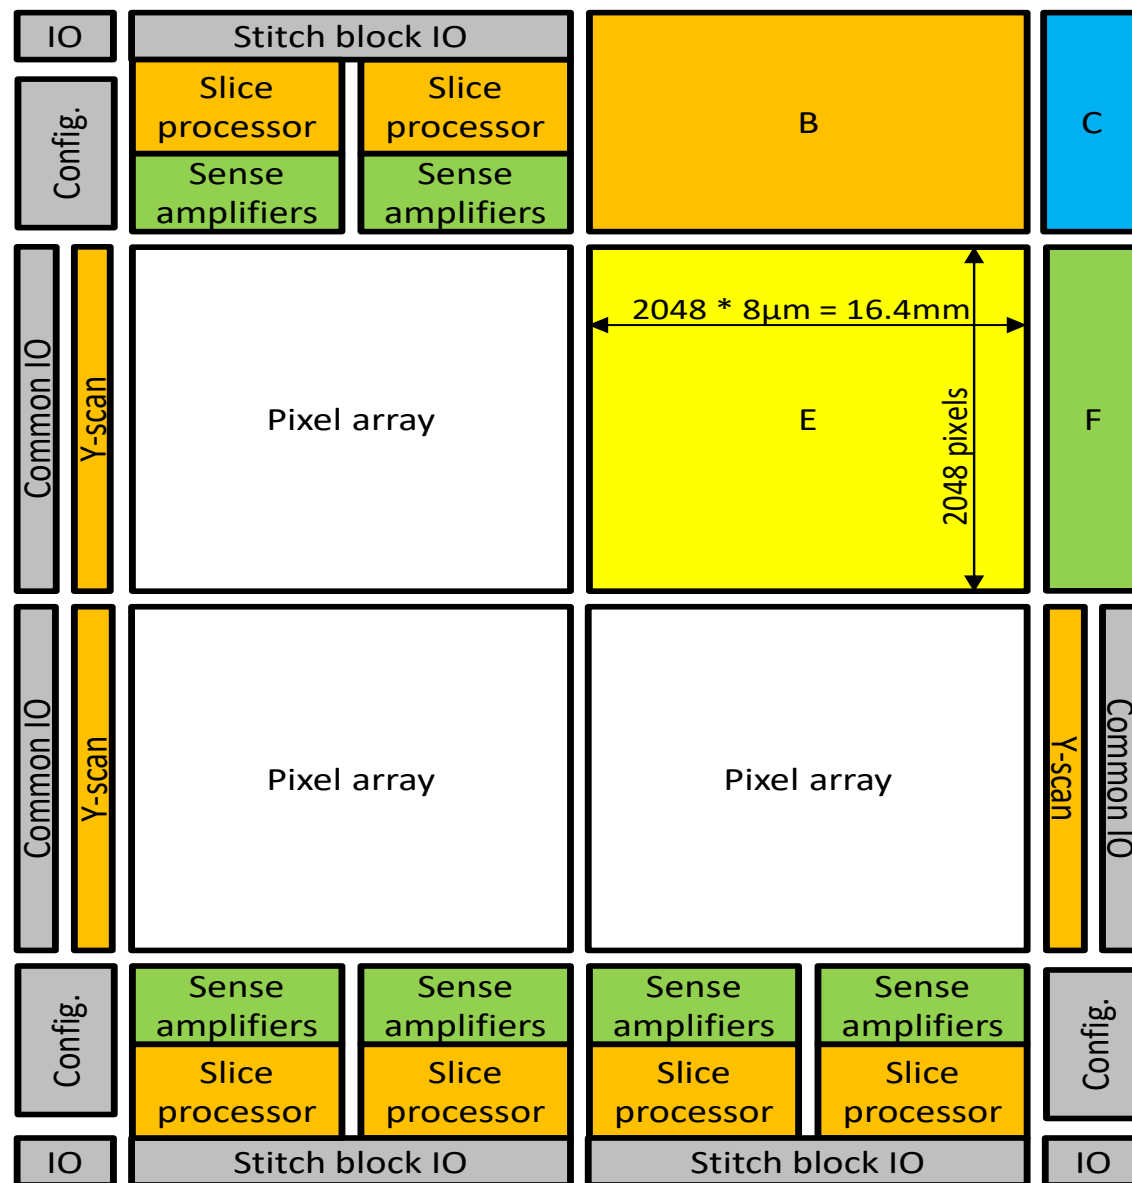 IO
Stitch block IO
Config.
Slice
processor
Slice
processor
Sense
amplifiers
Sense
amplifiers
B
C
Common IO
Y-scan
Pixel array
2048 * 8µm = 16.4mm
E
2048 pixels
F
Common IO
Y-scan
Pixel array
Pixel array
Y-scan
Common IO
Config.
Sense
amplifiers
Sense
amplifiers
Sense
amplifiers
Sense
amplifiers
Config.
Slice
processor
Slice
processor
Slice
processor
Slice
processor
IO
Stitch block IO
Stitch block IO
IO